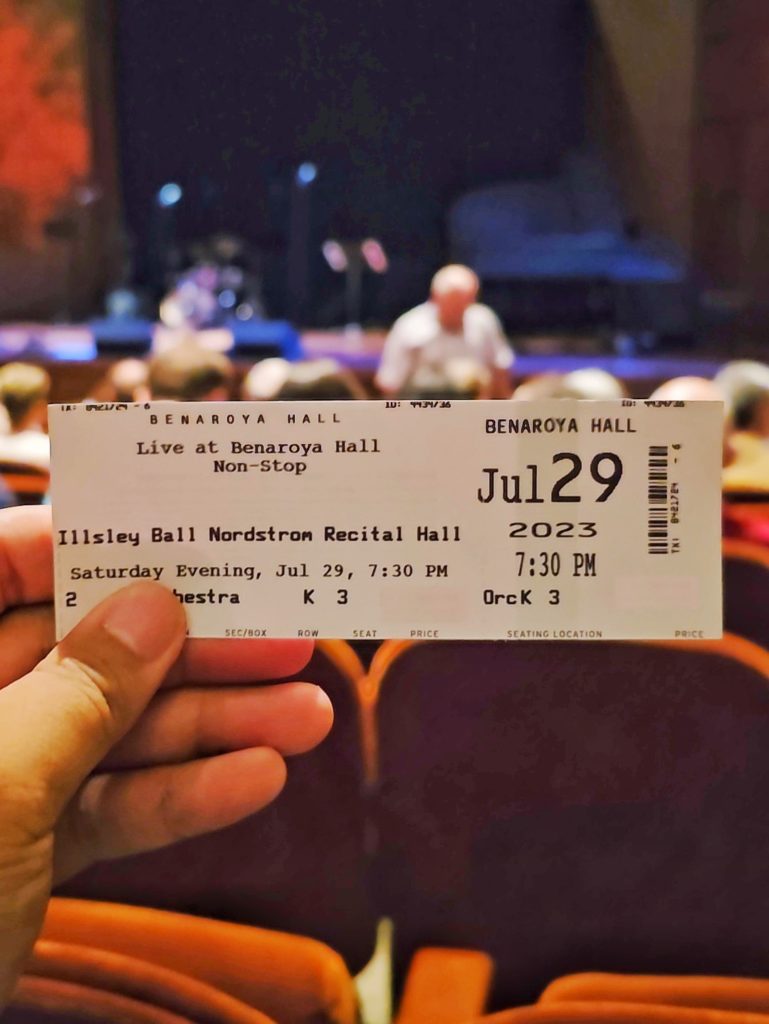 BENAROYA HALL
Live at Benaroya Hall
Non-Stop
Illsley Ball Nordstrom Recital Hall
Saturday Evening, Jul 29, 7:30 PM
2 hestra K 3
SEC/BOX ROW SEAT PRICE
BENAROYA HALL
Jul 29
2023
7:30 PM
OrcK 3
SEATING LOCATION PRICE